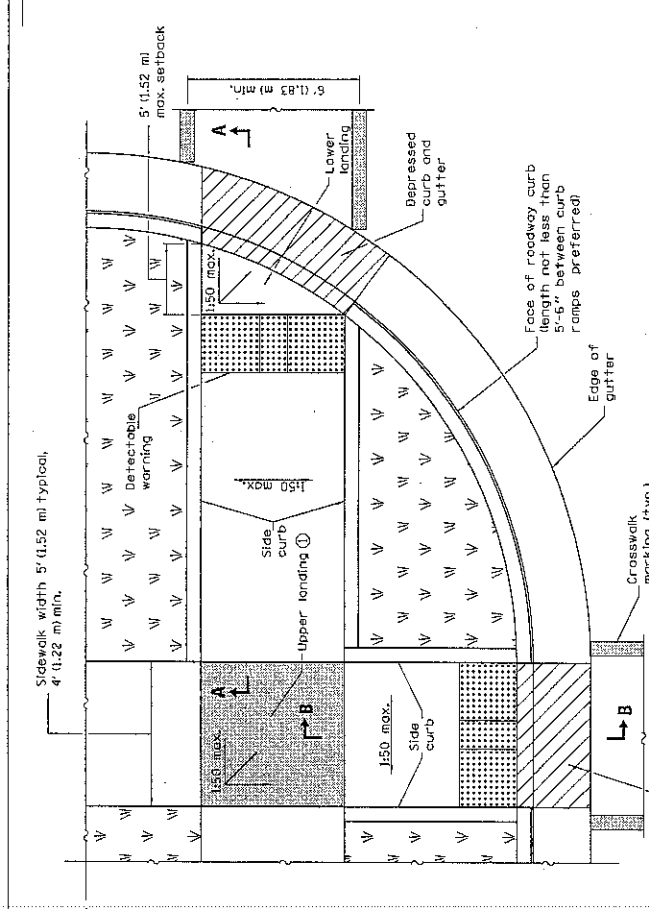 Sidewalk width 5' (1.52 m) typical,
4' (1.22 m) min.
5' (1.52 m)
max. setback
6' (1.83 m) min.
A
Lower
landing
Depressed
curb and
gutter
1:50 max.
Detectable
warning
1:50 max.
Side
curb
Upper landing ①
A
B
1:50 max.
1:50 max.
Side
curb
Face of roadway curb
(length not less than
5'-6" between curb
ramps preferred)
Edge of
gutter
Crosswalk
marking (typ.)
B